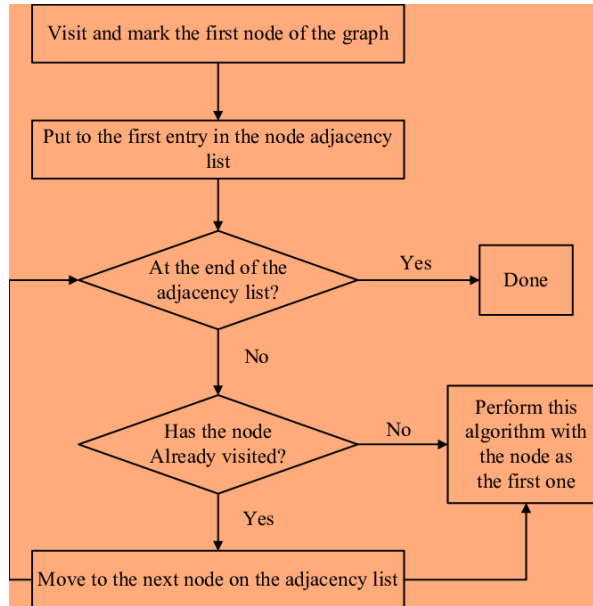 Visit and mark the first node of the graph
Put to the first entry in the node adjacency
list
At the end of the
adjacency list?
Yes
Done
No
Has the node
Already visited?
No
Perform this
algorithm with
the node as
the first one
Yes
Move to the next node on the adjacency list